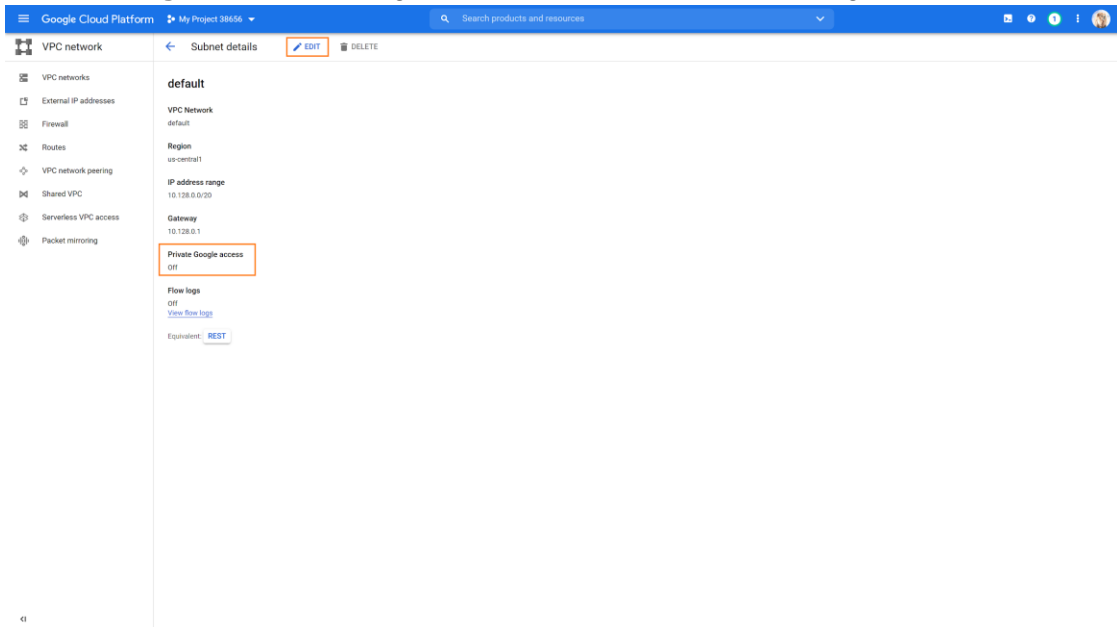 Google Cloud Platform My Project 38656 Search products and resources 1
VPC network Subnet details EDIT DELETE
VPC networks
External IP addresses
Firewall
Routes
VPC network peering
Shared VPC
Serverless VPC access
Packet mirroring
default
VPC Network
default
Region
us-central1
IP address range
10.128.0.0/20
Gateway
10.128.0.1
Private Google access
Off
Flow logs
Off
View flow logs
Equivalent: REST